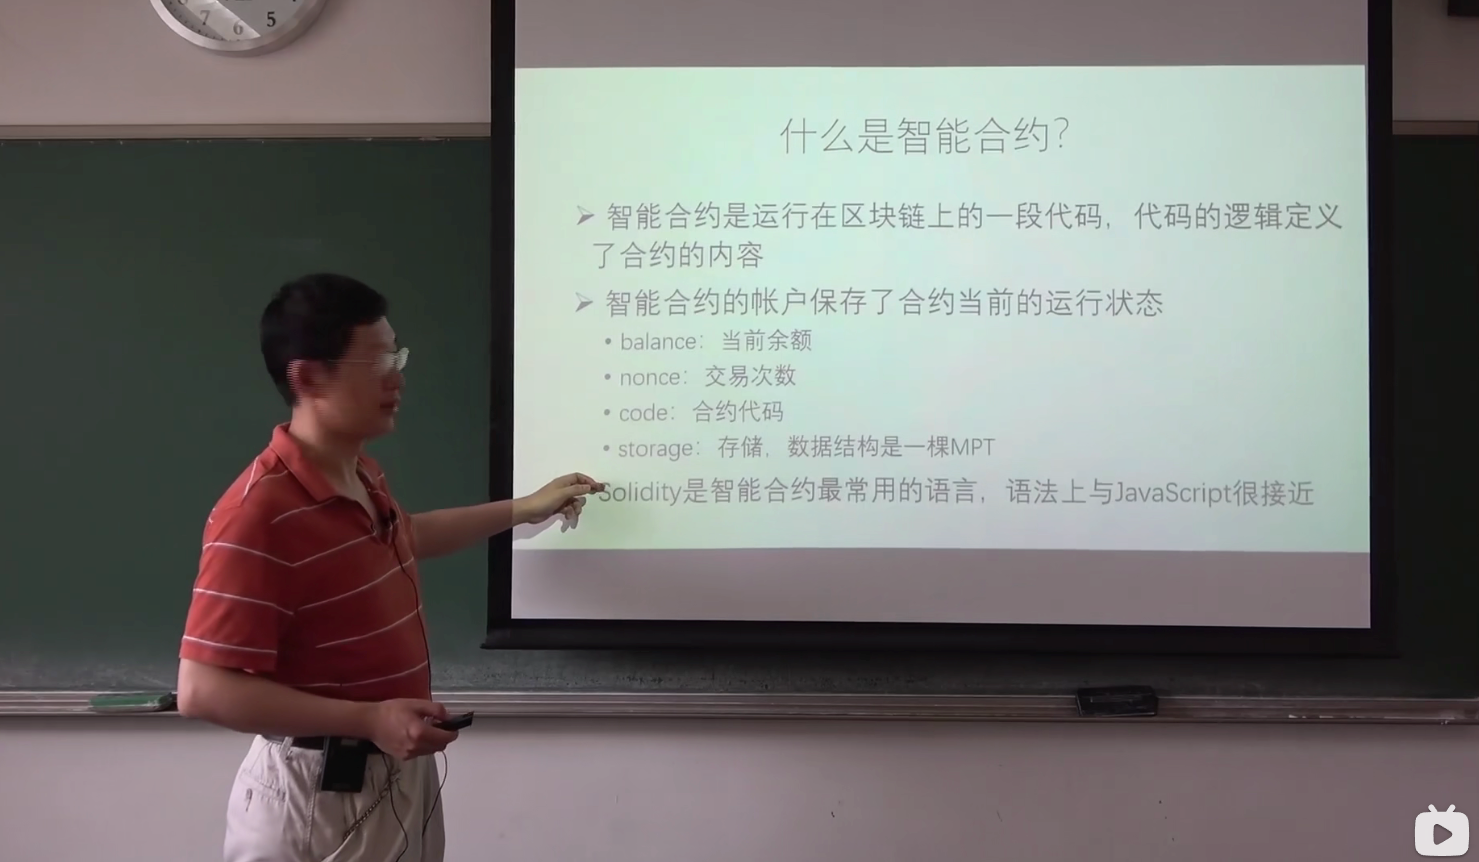 7 6 5
什么是智能合约？
➢ 智能合约是运行在区块链上的一段代码，代码的逻辑定义
了合约的内容
➢ 智能合约的帐户保存了合约当前的运行状态
• balance：当前余额
• nonce：交易次数
• code：合约代码
• storage：存储，数据结构是一棵MPT
Solidity是智能合约最常用的语言，语法上与JavaScript很接近